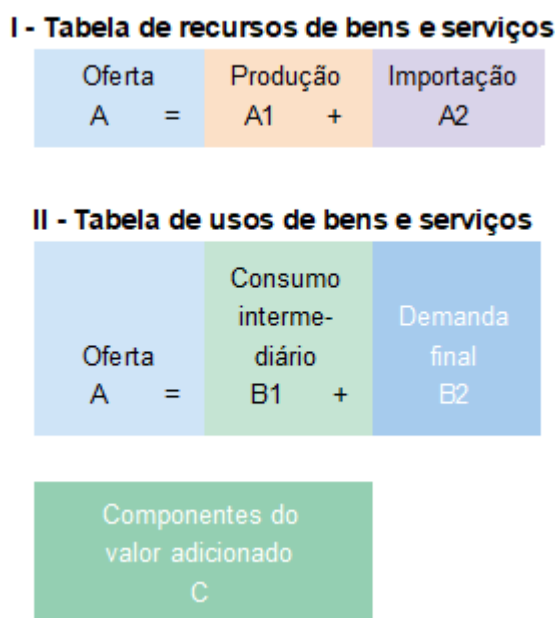 I - Tabela de recursos de bens e serviços
Oferta Produção Importação
A = A1 + A2
II - Tabela de usos de bens e serviços
Consumo
interme- Demanda
Oferta diário final
A = B1 + B2
Componentes do
valor adicionado
C